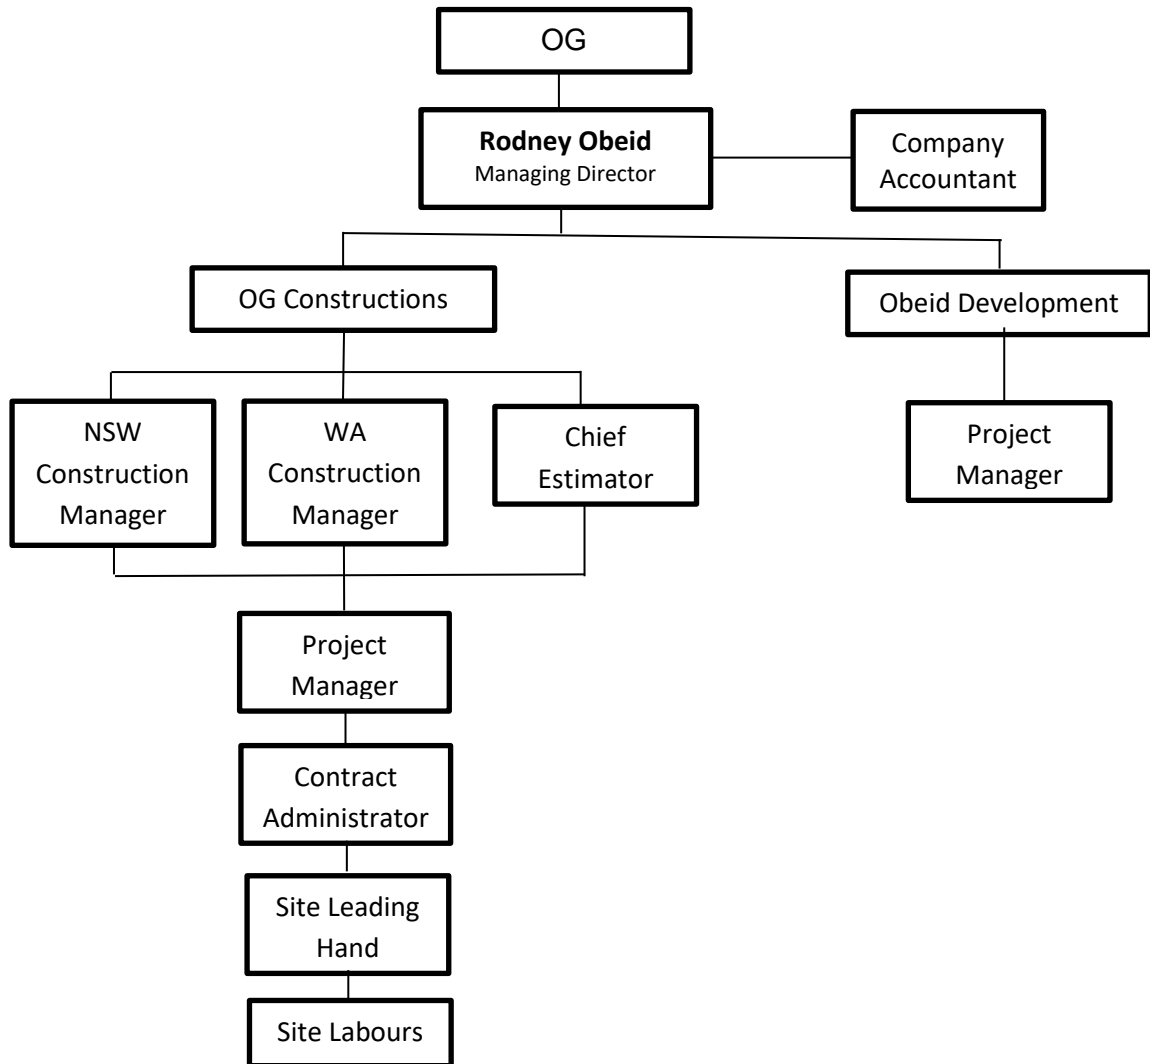 OG
Rodney Obeid
Managing Director
Company
Accountant
OG Constructions
Obeid Development
NSW
Construction
Manager
WA
Construction
Manager
Chief
Estimator
Project
Manager
Project
Manager
Contract
Administrator
Site Leading
Hand
Site Labours